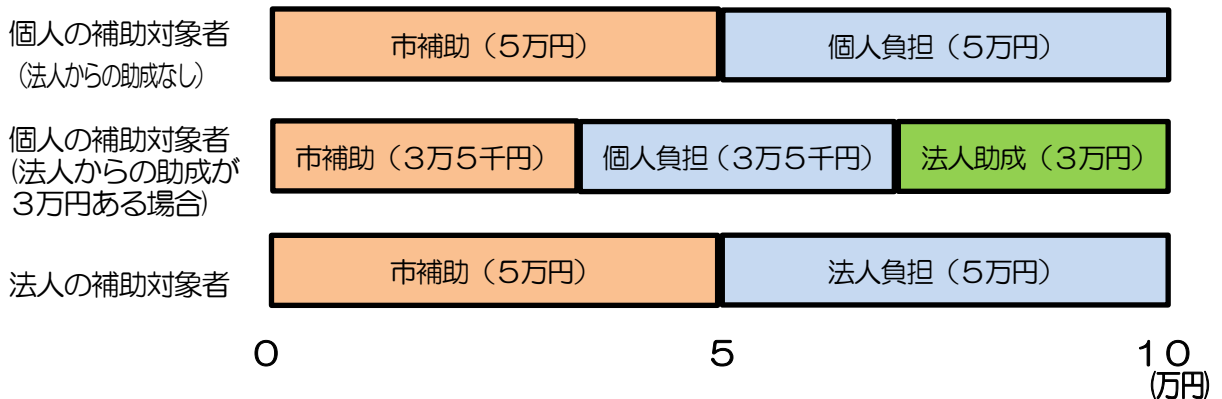 個人の補助対象者
(法人からの助成なし)
市補助(5万円)
個人負担(5万円)
個人の補助対象者
(法人からの助成が
3万円ある場合)
市補助(3万5千円)
個人負担(3万5千円)
法人助成(3万円)
法人の補助対象者
市補助(5万円)
法人負担(5万円)
0
5
10
(万円)